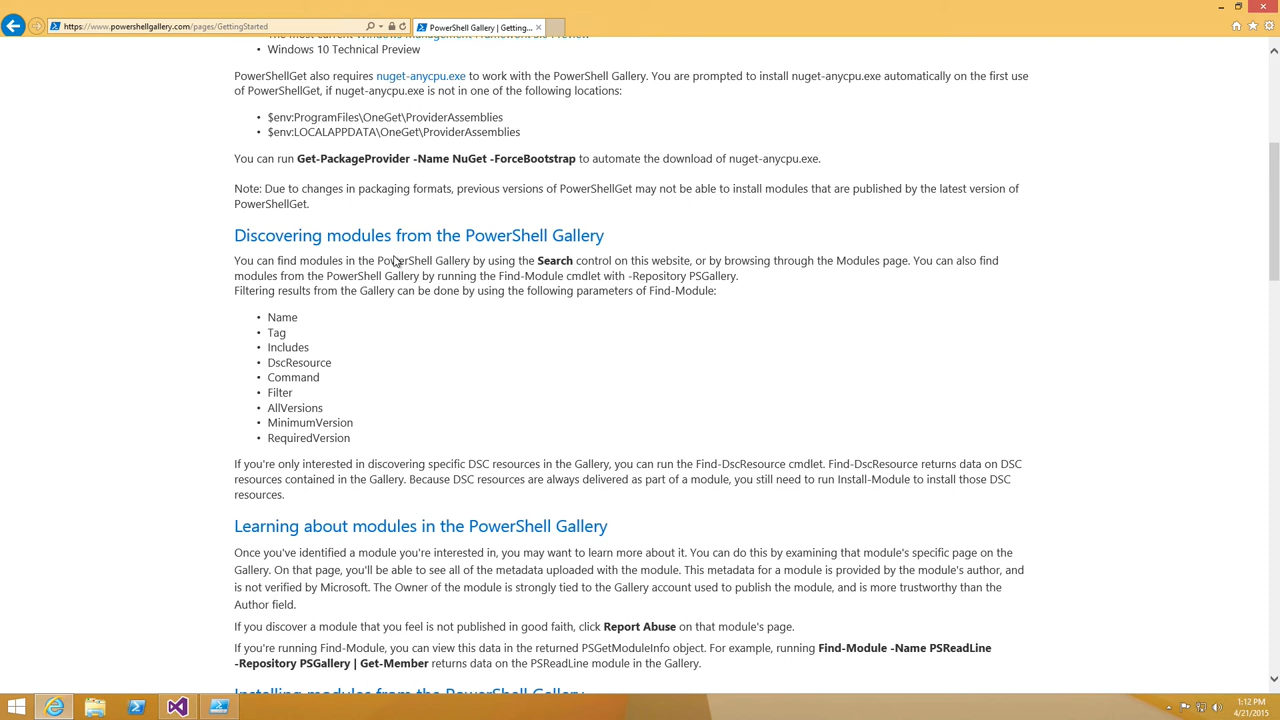 https://www.powershellgallery.com/pages/GettingStarted
PowerShell Gallery | Getting...
Windows 10 Technical Preview
PowerShellGet also requires nuget-anycpu.exe to work with the PowerShell Gallery. You are prompted to install nuget-anycpu.exe automatically on the first use
of PowerShellGet, if nuget-anycpu.exe is not in one of the following locations:
$env:ProgramFiles\OneGet\ProviderAssemblies
$env:LOCALAPPDATA\OneGet\ProviderAssemblies
You can run Get-PackageProvider -Name NuGet -ForceBootstrap to automate the download of nuget-anycpu.exe.
Note: Due to changes in packaging formats, previous versions of PowerShellGet may not be able to install modules that are published by the latest version of
PowerShellGet.
Discovering modules from the PowerShell Gallery
You can find modules in the PowerShell Gallery by using the Search control on this website, or by browsing through the Modules page. You can also find
modules from the PowerShell Gallery by running the Find-Module cmdlet with -Repository PSGallery.
Filtering results from the Gallery can be done by using the following parameters of Find-Module:
Name
Tag
Includes
DscResource
Command
Filter
AllVersions
MinimumVersion
RequiredVersion
If you're only interested in discovering specific DSC resources in the Gallery, you can run the Find-DscResource cmdlet. Find-DscResource returns data on DSC
resources contained in the Gallery. Because DSC resources are always delivered as part of a module, you still need to run Install-Module to install those DSC
resources.
Learning about modules in the PowerShell Gallery
Once you've identified a module you're interested in, you may want to learn more about it. You can do this by examining that module's specific page on the
Gallery. On that page, you'll be able to see all of the metadata uploaded with the module. This metadata for a module is provided by the module's author, and
is not verified by Microsoft. The Owner of the module is strongly tied to the Gallery account used to publish the module, and is more trustworthy than the
Author field.
If you discover a module that you feel is not published in good faith, click Report Abuse on that module's page.
If you're running Find-Module, you can view this data in the returned PSGetModuleInfo object. For example, running Find-Module -Name PSReadLine
-Repository PSGallery | Get-Member returns data on the PSReadLine module in the Gallery.
Installing modules from the PowerShell Gallery
1:12 PM
4/21/2015